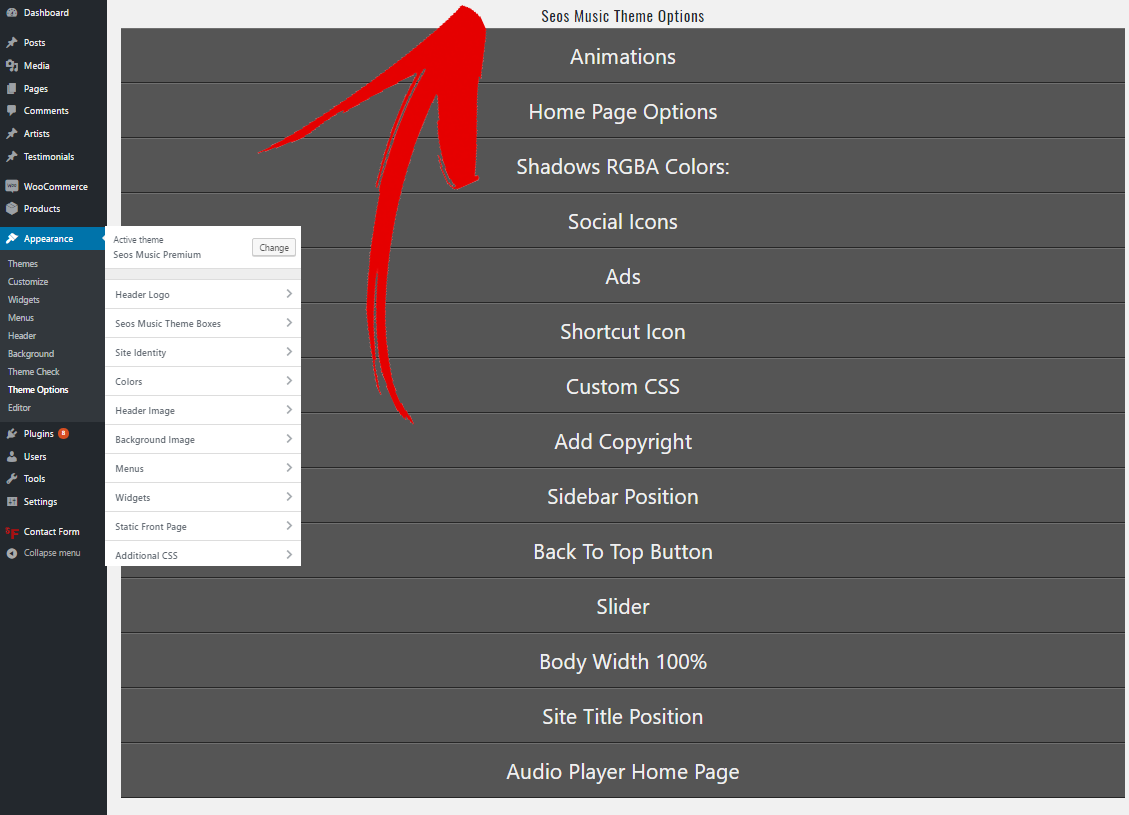 Dashboard
Posts
Media
Pages
Comments
Artists
Testimonials
WooCommerce
Products
Appearance
Themes
Customize
Widgets
Menus
Header
Background
Theme Check
Theme Options
Editor
Plugins 8
Users
Tools
Settings
Contact Form
Collapse menu
Active theme
Seos Music Premium
Change
Header Logo
Seos Music Theme Boxes
Site Identity
Colors
Header Image
Background Image
Menus
Widgets
Static Front Page
Additional CSS
Seos Music Theme Options
Animations
Home Page Options
Shadows RGBA Colors:
Social Icons
Ads
Shortcut Icon
Custom CSS
Add Copyright
Sidebar Position
Back To Top Button
Slider
Body Width 100%
Site Title Position
Audio Player Home Page